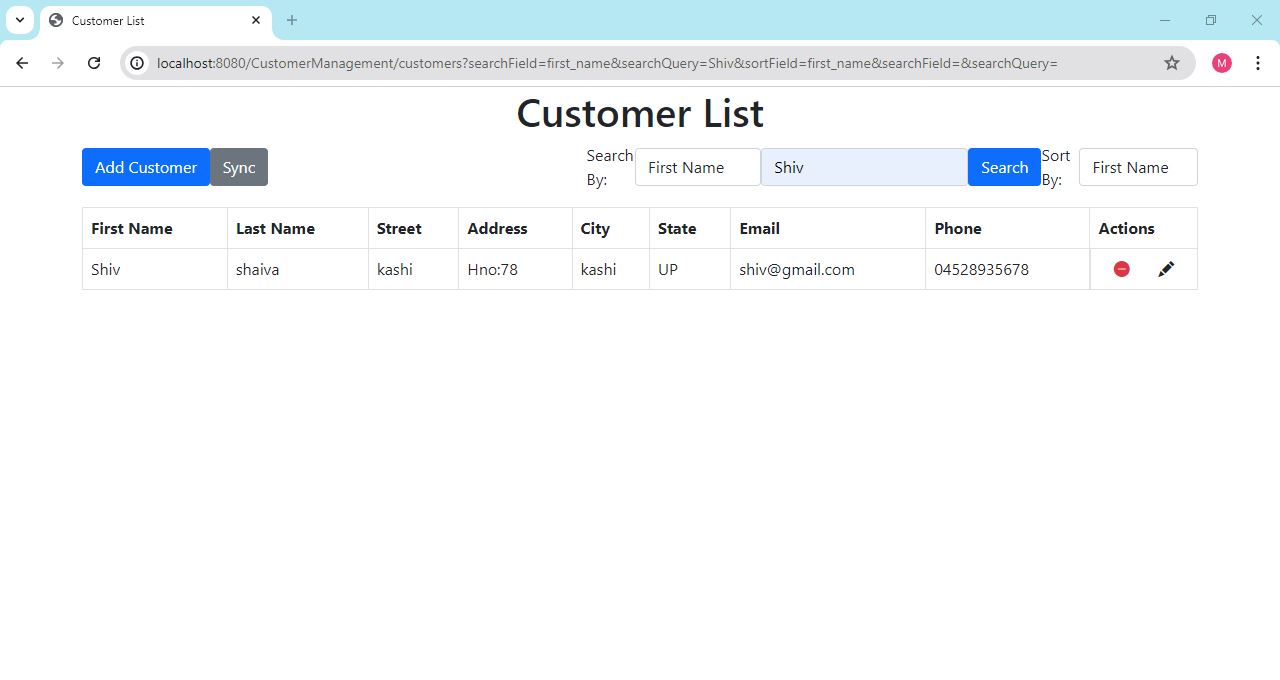 Customer List
localhost:8080/CustomerManagement/customers?searchField=first_name&searchQuery=Shiv&sortField=first_name&searchField=&searchQuery=
M
Customer List
Add Customer Sync Search By: First Name Shiv Search Sort By: First Name
First Name Last Name Street Address City State Email Phone Actions
Shiv shaiva kashi Hno:78 kashi UP shiv@gmail.com 04528935678